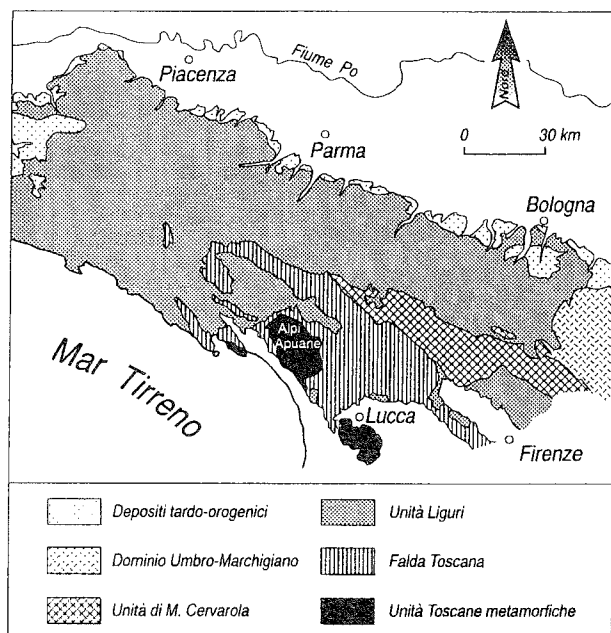 Fiume Po
Piacenza
Nord
0 30 km
Parma
Bologna
Alpi
Apuane
Mar Tirreno
Lucca
Firenze
Depositi tardo-orogenici
Unità Liguri
Dominio Umbro-Marchigiano
Falda Toscana
Unità di M. Cervarola
Unità Toscane metamorfiche